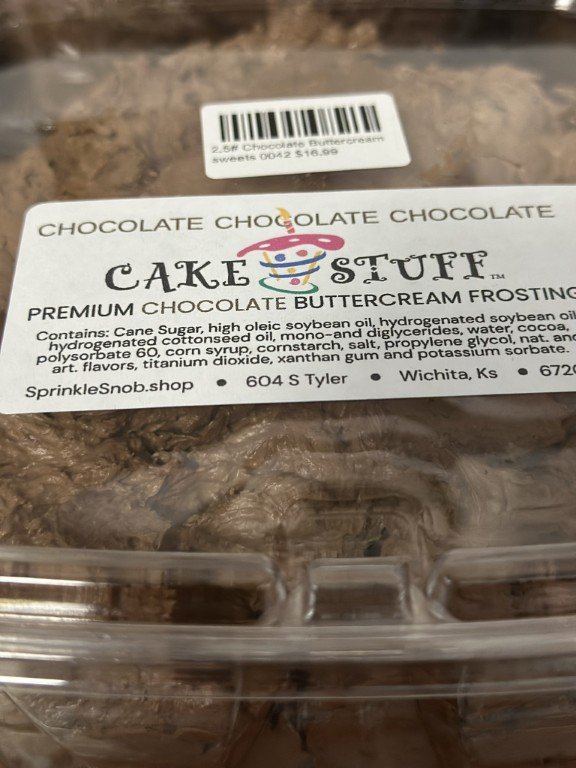 2.5# Chocolate Buttercream
sweets 0042 $16.99
CHOCOLATE CHOCOLATE CHOCOLATE
CAKE STUFF™
PREMIUM CHOCOLATE BUTTERCREAM FROSTING
Contains: Cane Sugar, high oleic soybean oil, hydrogenated soybean oil,
hydrogenated cottonseed oil, mono-and diglycerides, water, cocoa,
polysorbate 60, corn syrup, cornstarch, salt, propylene glycol, nat. and
art. flavors, titanium dioxide, xanthan gum and potassium sorbate.
SprinkleSnob.shop • 604 S Tyler • Wichita, Ks •